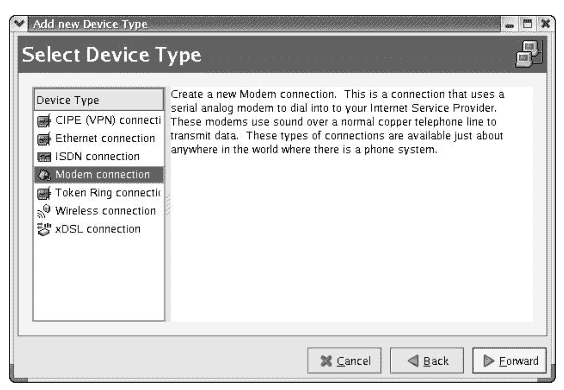 Add new Device Type
Select Device Type
Device Type
CIPE (VPN) connecti
Ethernet connection
ISDN connection
Modem connection
Token Ring connectic
Wireless connection
xDSL connection
Create a new Modem connection. This is a connection that uses a
serial analog modem to dial into to your Internet Service Provider.
These modems use sound over a normal copper telephone line to
transmit data. These types of connections are available just about
anywhere in the world where there is a phone system.
Cancel
Back
Forward